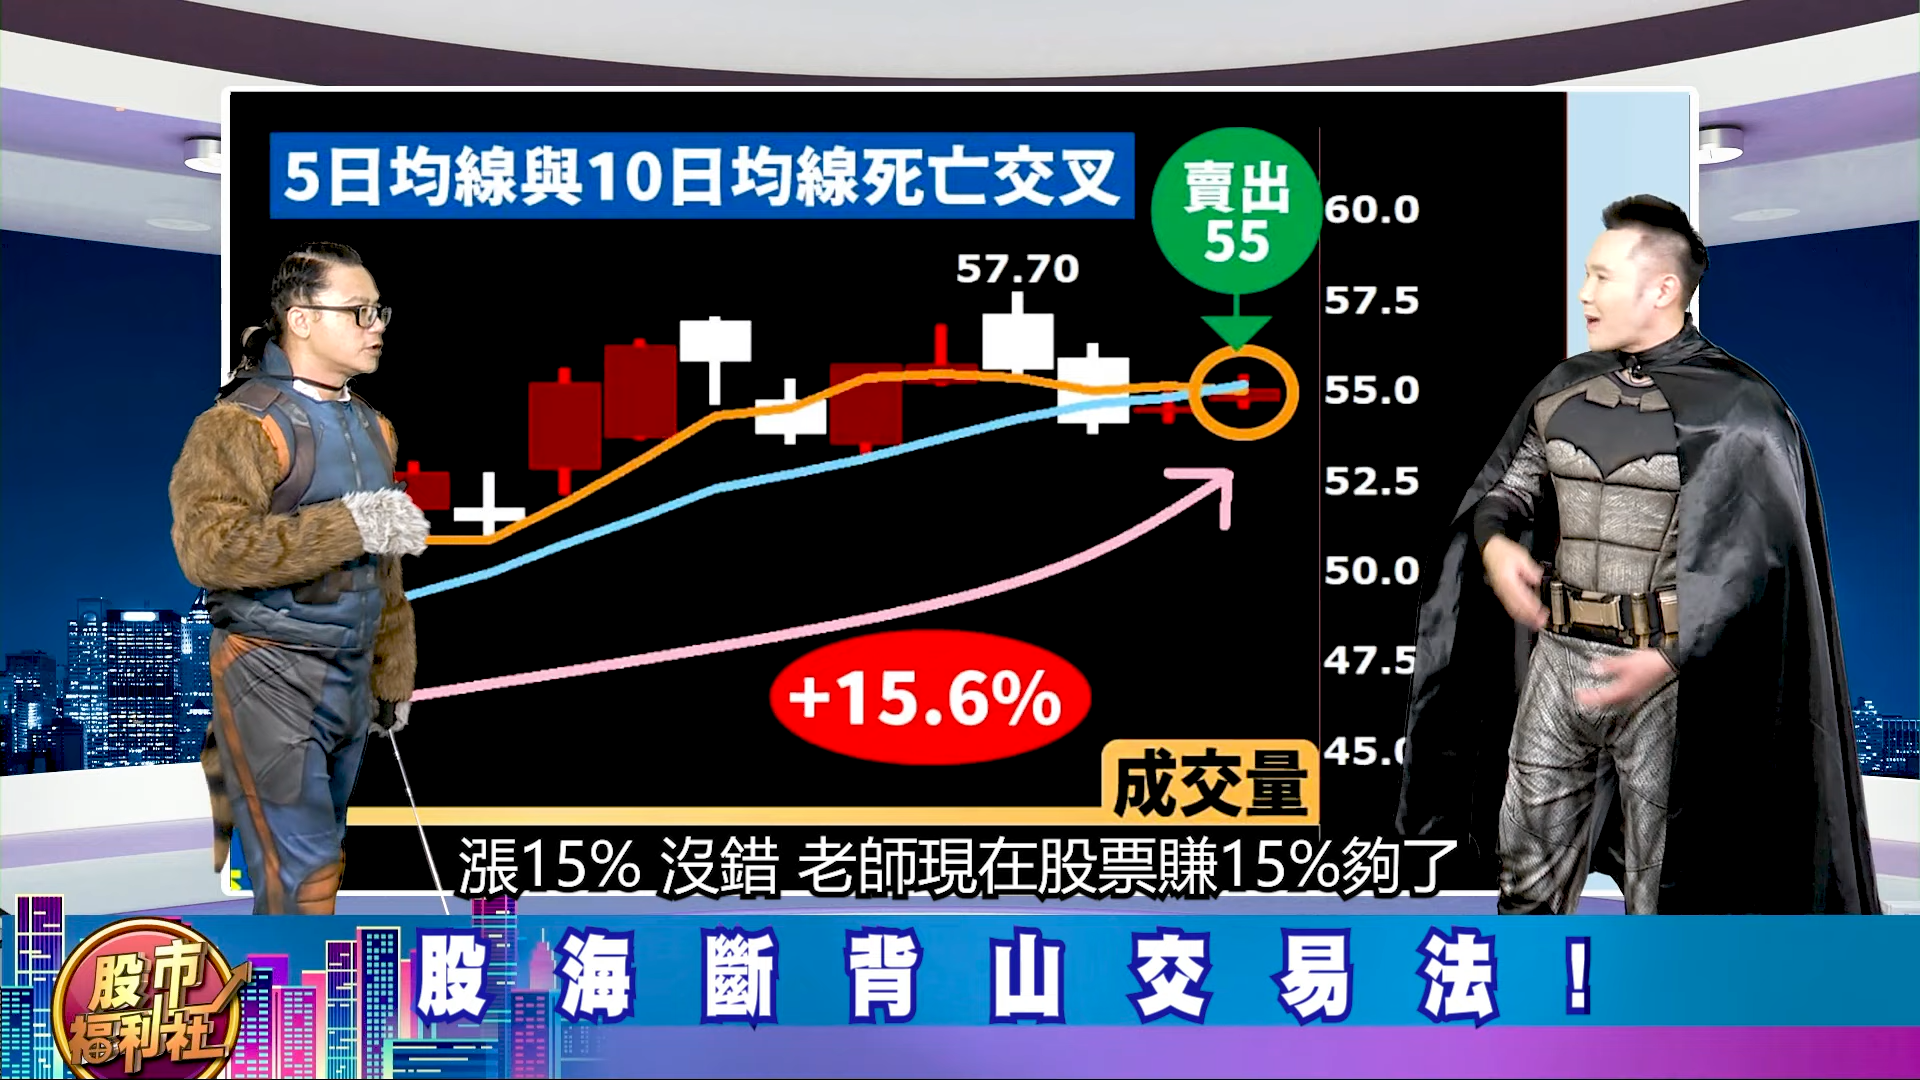 5日均線與10日均線死亡交叉
賣出
55
57.70
60.0
57.5
55.0
52.5
50.0
47.5
45.0
+15.6%
成交量
漲15% 沒錯 老師現在股票賺15%夠了
股海斷背山交易法！
股市
福利社